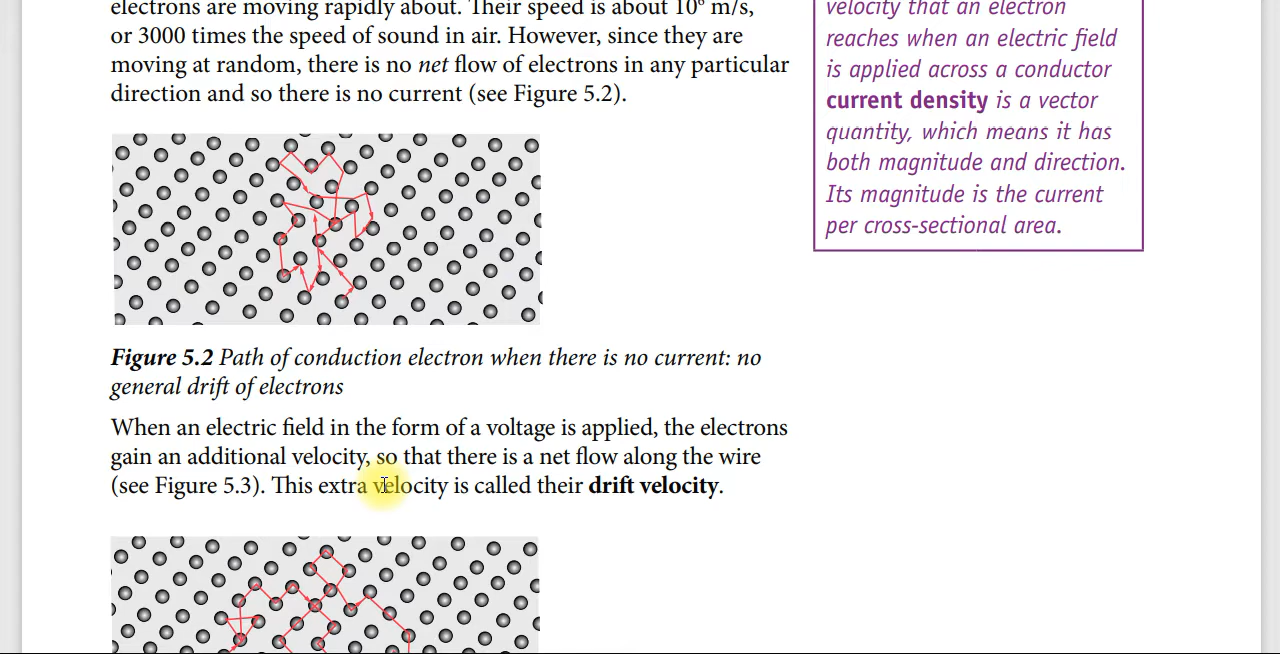 electrons are moving rapidly about. Their speed is about 10⁶ m/s,
or 3000 times the speed of sound in air. However, since they are
moving at random, there is no net flow of electrons in any particular
direction and so there is no current (see Figure 5.2).
Figure 5.2 Path of conduction electron when there is no current: no
general drift of electrons
When an electric field in the form of a voltage is applied, the electrons
gain an additional velocity, so that there is a net flow along the wire
(see Figure 5.3). This extra velocity is called their drift velocity.
velocity that an electron
reaches when an electric field
is applied across a conductor
current density is a vector
quantity, which means it has
both magnitude and direction.
Its magnitude is the current
per cross-sectional area.